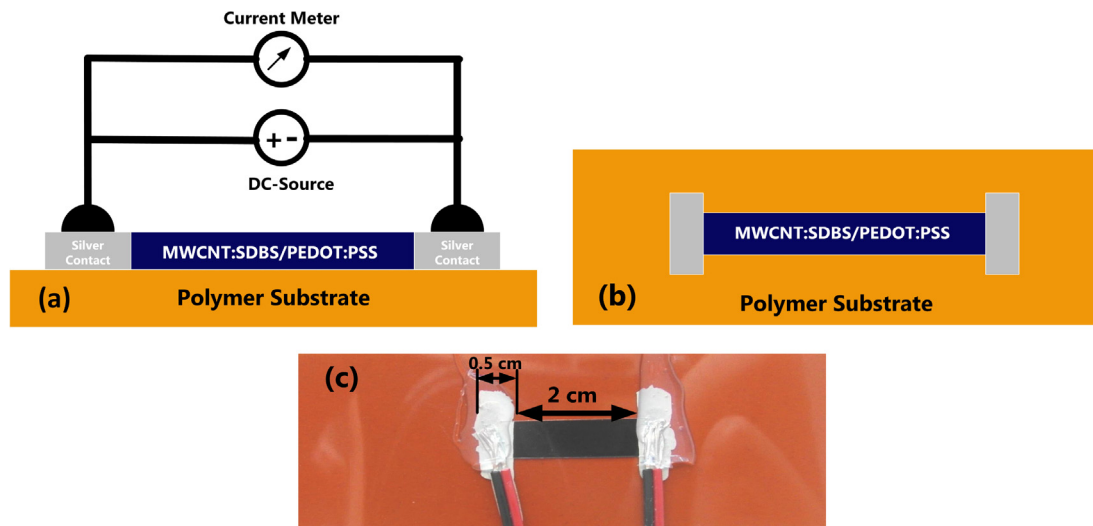 Current Meter
+ -
DC-Source
Silver
Contact
MWCNT:SDBS/PEDOT:PSS
Silver
Contact
(a)
Polymer Substrate
MWCNT:SDBS/PEDOT:PSS
(b)
Polymer Substrate
(c)
0.5 cm
2 cm